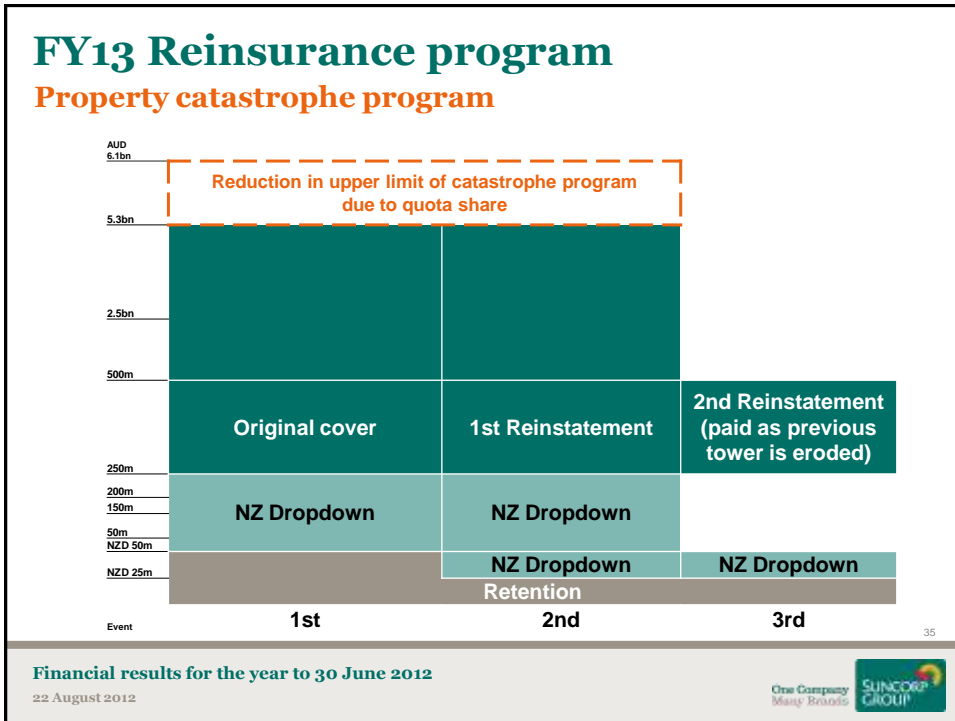 FY13 Reinsurance program
Property catastrophe program
AUD
6.1bn
Reduction in upper limit of catastrophe program
due to quota share
5.3bn
2.5bn
500m
Original cover
1st Reinstatement
2nd Reinstatement
(paid as previous
tower is eroded)
250m
200m
150m
NZ Dropdown
NZ Dropdown
50m
NZD 50m
NZ Dropdown
NZ Dropdown
NZD 25m
Retention
Event
1st
2nd
3rd
35
Financial results for the year to 30 June 2012
22 August 2012
One Company
Many Brands
SUNCORP
GROUP